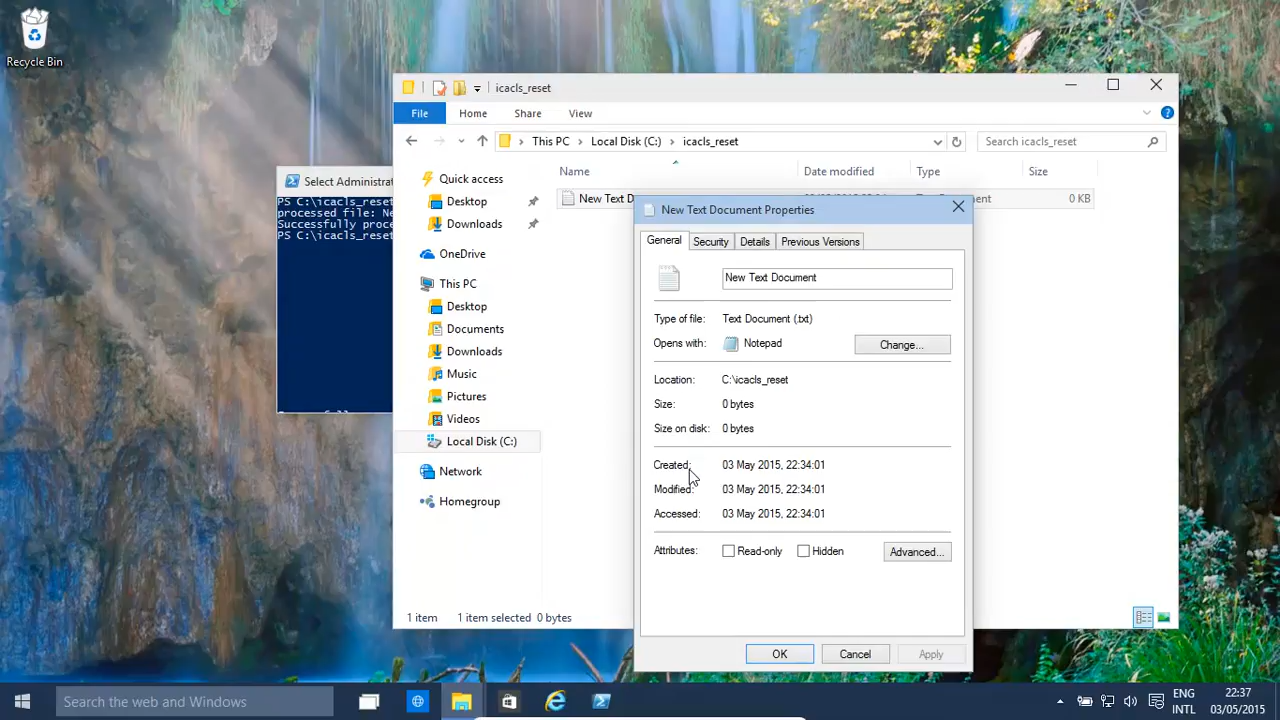 Recycle Bin
icacls_reset
File
Home
Share
View
This PC
Local Disk (C:)
icacls_reset
Search icacls_reset
Select Administrat
PS C:\icacls_reset
processed file: Ne
Successfully proce
PS C:\icacls_reset
Quick access
Desktop
Downloads
OneDrive
This PC
Desktop
Documents
Downloads
Music
Pictures
Videos
Local Disk (C:)
Network
Homegroup
Name
Date modified
Type
Size
New Text D
0 KB
New Text Document Properties
General
Security
Details
Previous Versions
New Text Document
Type of file: Text Document (.txt)
Opens with: Notepad
Change...
Location: C:\icacls_reset
Size: 0 bytes
Size on disk: 0 bytes
Created: 03 May 2015, 22:34:01
Modified: 03 May 2015, 22:34:01
Accessed: 03 May 2015, 22:34:01
Attributes: Read-only Hidden
Advanced...
OK
Cancel
Apply
1 item 1 item selected 0 bytes
Search the web and Windows
ENG
INTL
22:37
03/05/2015